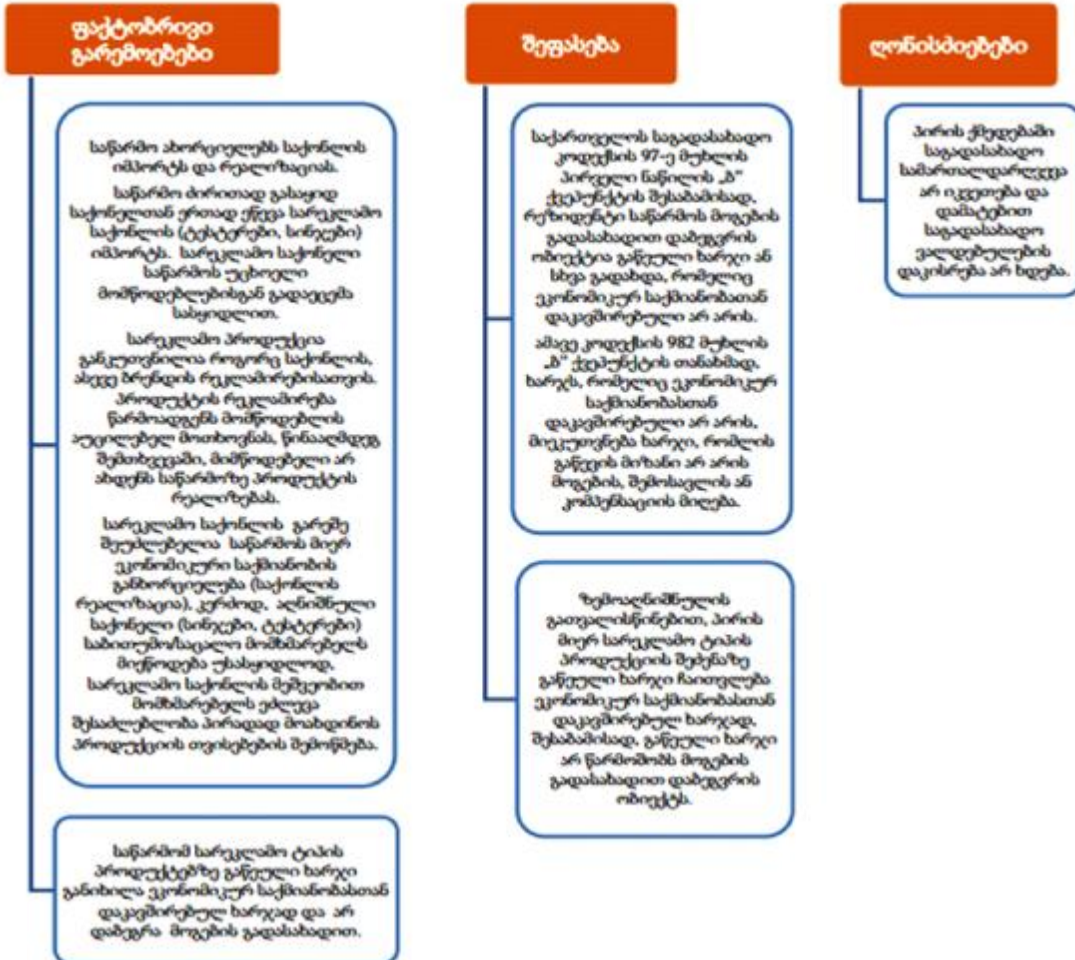 ფაქტობრივი
გარემოებები
საწარმო ახორციელებს საქონლის
იმპორტს და რეალიზაციას.
საწარმო ძირითად გასაყიდ
საქონელთან ერთად ეწევა სარეკლამო
საქონლის (ტესტერები, სინჯები)
იმპორტს. სარეკლამო საქონელი
საწარმოს უცხოელი
მომწოდებლებისგან გადაეცემა
სასყიდლით.
სარეკლამო პროდუქცია
განკუთვნილია როგორც საქონლის,
ასევე ბრენდის რეკლამირებისათვის.
პროდუქტის რეკლამირება
წარმოადგენს მომწოდებლის
აუცილებელ მოთხოვნას, წინააღმდეგ
შემთხვევაში, მიმწოდებელი არ
ახდენს საწარმოზე პროდუქტის
რეალიზებას.
სარეკლამო საქონლის გარეშე
შეუძლებელია საწარმოს მიერ
ეკონომიკური საქმიანობის
განხორციელება (საქონლის
რეალიზაცია), კერძოდ, აღნიშნული
საქონელი (სინჯები, ტესტერები)
საბითუმო/საცალო მომხმარებელს
მიეწოდება უსასყიდლოდ,
სარეკლამო საქონლის მეშვეობით
მომხმარებელს ეძლევა
შესაძლებლობა პირადად მოახდინოს
პროდუქციის თვისებების შემოწმება.
საწარმომ სარეკლამო ტიპის
პროდუქტებზე გაწეული ხარჯი
განიხილა ეკონომიკურ საქმიანობასთან
დაკავშირებულ ხარჯად და არ
დაბეგრა მოგების გადასახადით.
შეფასება
საქართველოს საგადასახადო
კოდექსის 97-ე მუხლის
პირველი ნაწილის „ბ“
ქვეპუნქტის შესაბამისად,
რეზიდენტი საწარმოს მოგების
გადასახადით დაბეგვრის
ობიექტია გაწეული ხარჯი ან
სხვა გადახდა, რომელიც
ეკონომიკურ საქმიანობათან
დაკავშირებული არ არის.
ამავე კოდექსის 982 მუხლის
„ბ“ ქვეპუნქტის თანახმად,
ხარჯს, რომელიც ეკონომიკურ
საქმიანობასთან
დაკავშირებული არ არის,
მიეკუთვნება ხარჯი, რომლის
გაწევის მიზანი არ არის
მოგების, შემოსავლის ან
კომპენსაციის მიღება.
ზემოაღნიშნულის
გათვალისწინებით, პირის
მიერ სარეკლამო ტიპის
პროდუქციის შეძენაზე
გაწეული ხარჯი ჩაითვლება
ეკონომიკურ საქმიანობასთან
დაკავშირებულ ხარჯად,
შესაბამისად, გაწეული ხარჯი
არ წარმოშობს მოგების
გადასახადით დაბეგვრის
ობიექტს.
ღონისძიებები
პირის ქმედებაში
საგადასახადო
სამართალდარღვევა
არ იკვეთება და
დამატებით
საგადასახადო
ვალდებულების
დაკისრება არ ხდება.